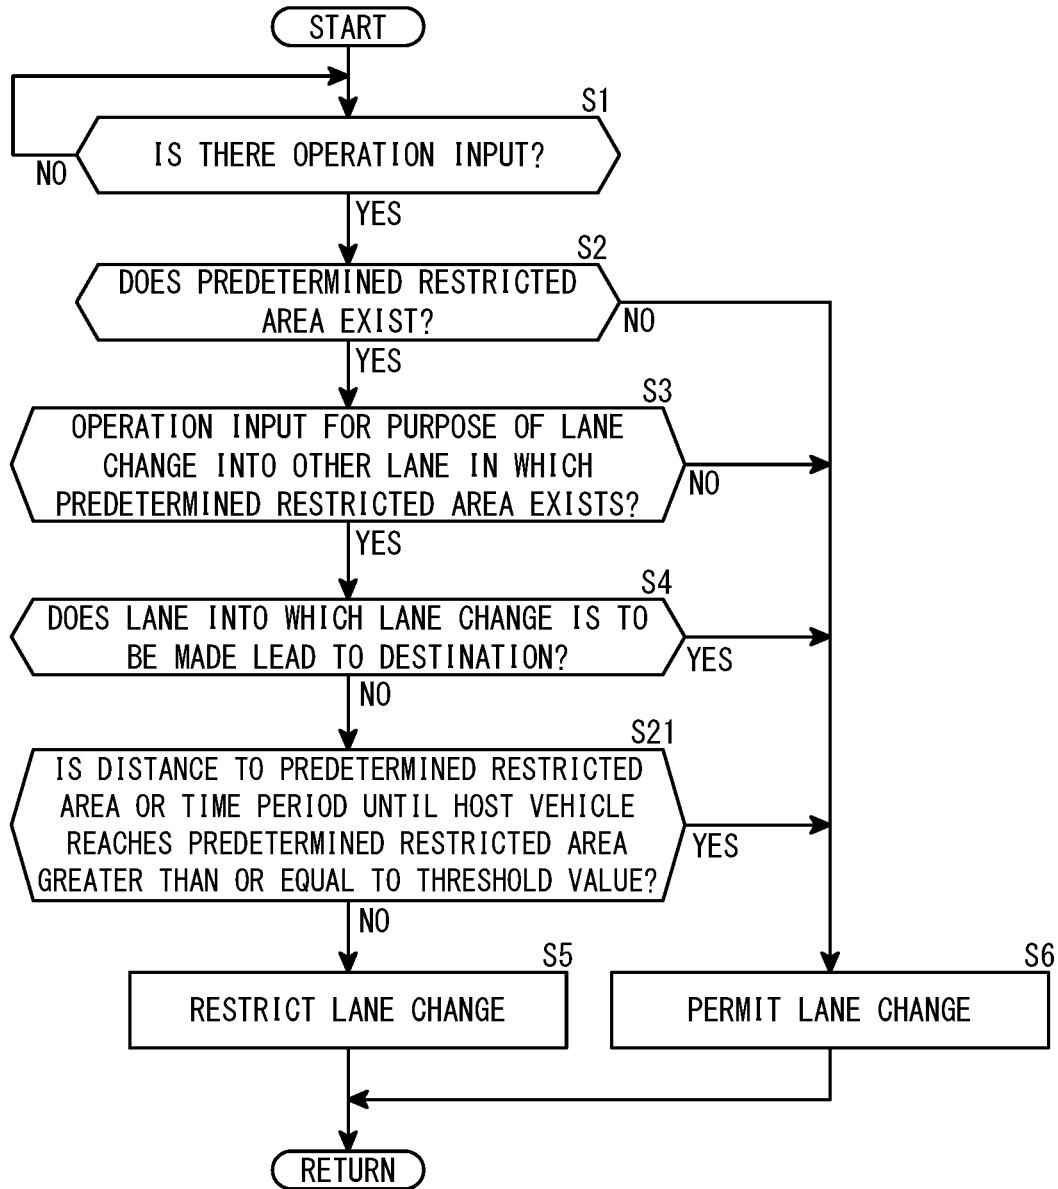 START
S1
IS THERE OPERATION INPUT?
NO
YES
S2
DOES PREDETERMINED RESTRICTED
AREA EXIST?
NO
YES
S3
OPERATION INPUT FOR PURPOSE OF LANE
CHANGE INTO OTHER LANE IN WHICH
PREDETERMINED RESTRICTED AREA EXISTS?
NO
YES
S4
DOES LANE INTO WHICH LANE CHANGE IS TO
BE MADE LEAD TO DESTINATION?
YES
NO
S21
IS DISTANCE TO PREDETERMINED RESTRICTED
AREA OR TIME PERIOD UNTIL HOST VEHICLE
REACHES PREDETERMINED RESTRICTED AREA
GREATER THAN OR EQUAL TO THRESHOLD VALUE?
YES
NO
S5
RESTRICT LANE CHANGE
S6
PERMIT LANE CHANGE
RETURN